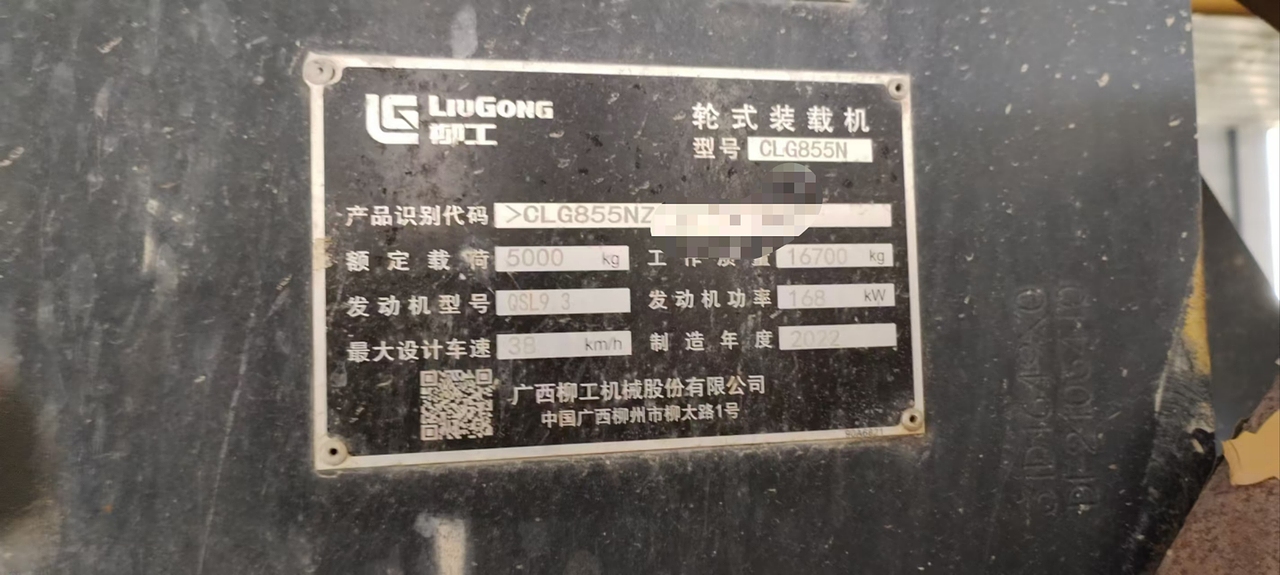 LIUGONG
柳工
轮式装载机
型号 CLG855N
产品识别代码 >CLG855NZ
额定载荷 5000 kg 工作质量 16700 kg
发动机型号 QSL9.3 发动机功率 168 kW
最大设计车速 38 km/h 制造年度 2022
广西柳工机械股份有限公司
中国广西柳州市柳太路1号